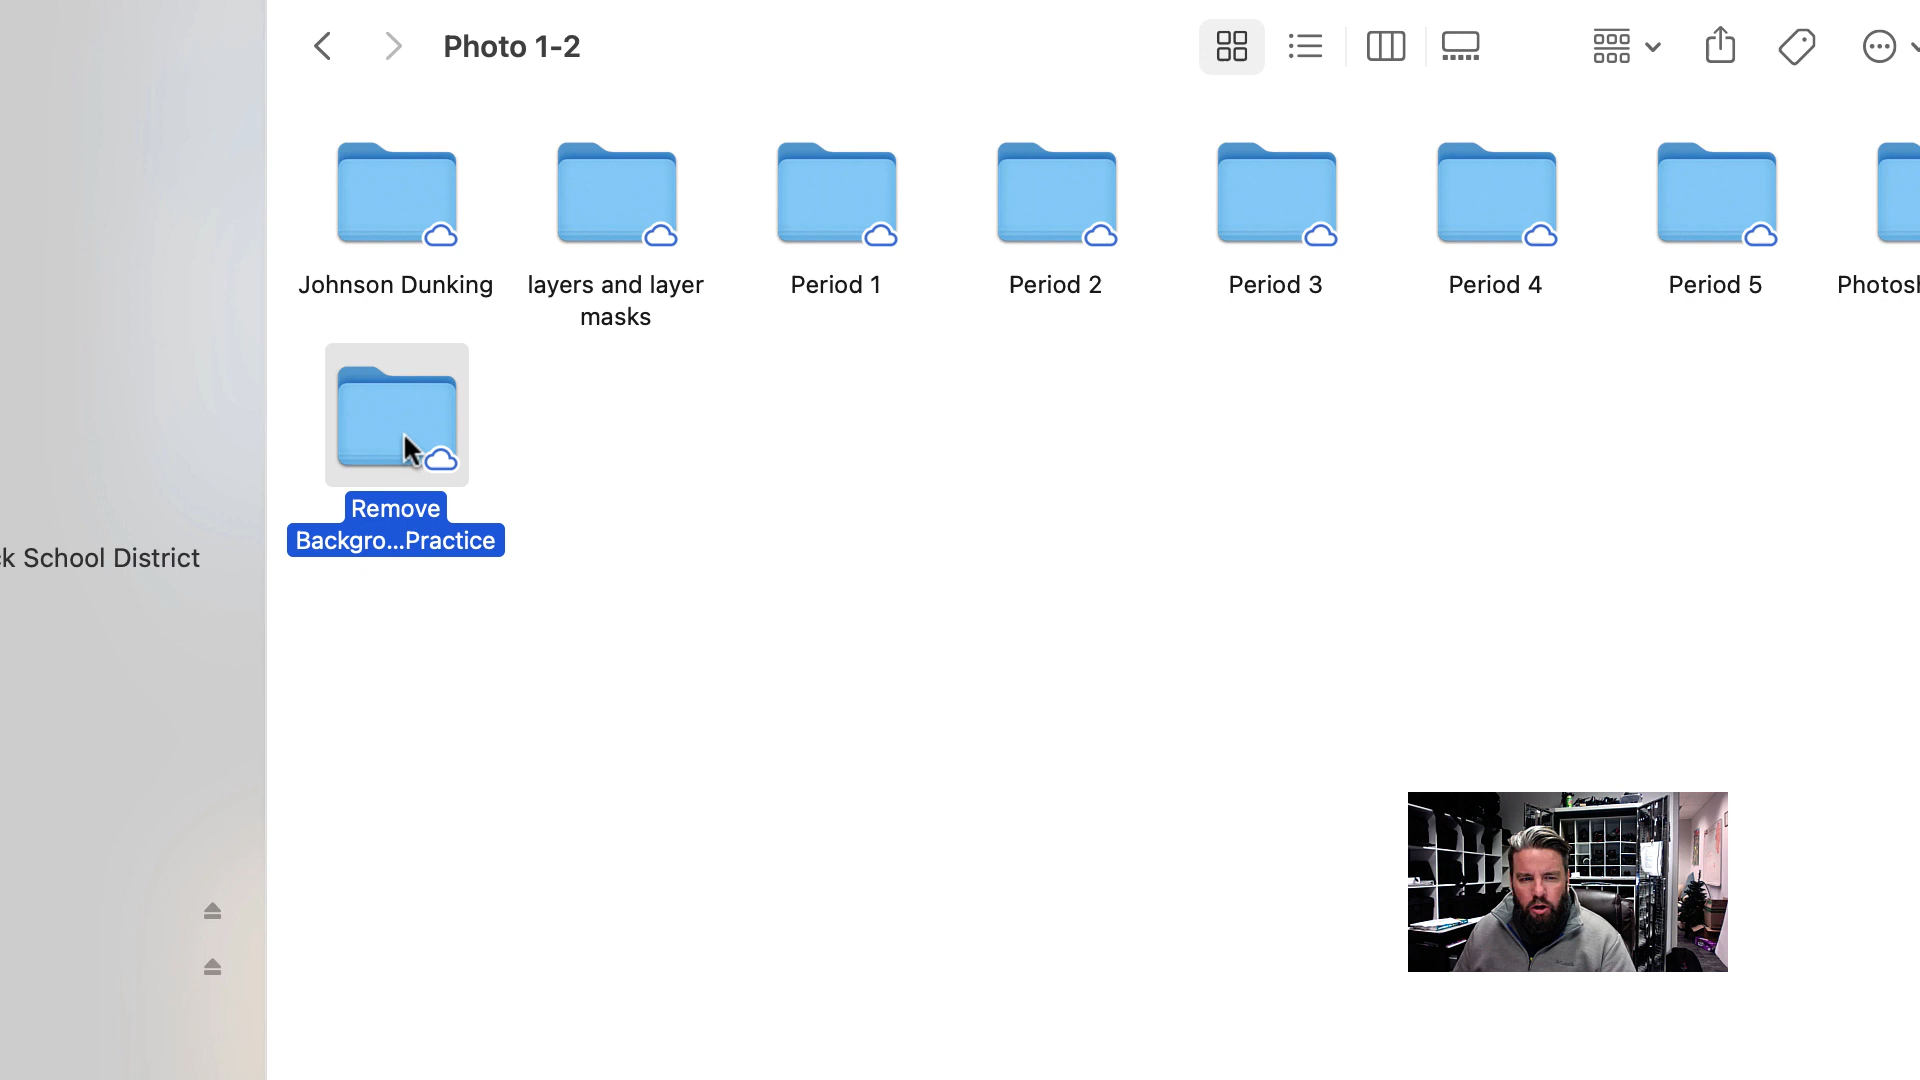 Photo 1-2
Johnson Dunking
layers and layer
masks
Period 1
Period 2
Period 3
Period 4
Period 5
Remove
Backgro...Practice
School District